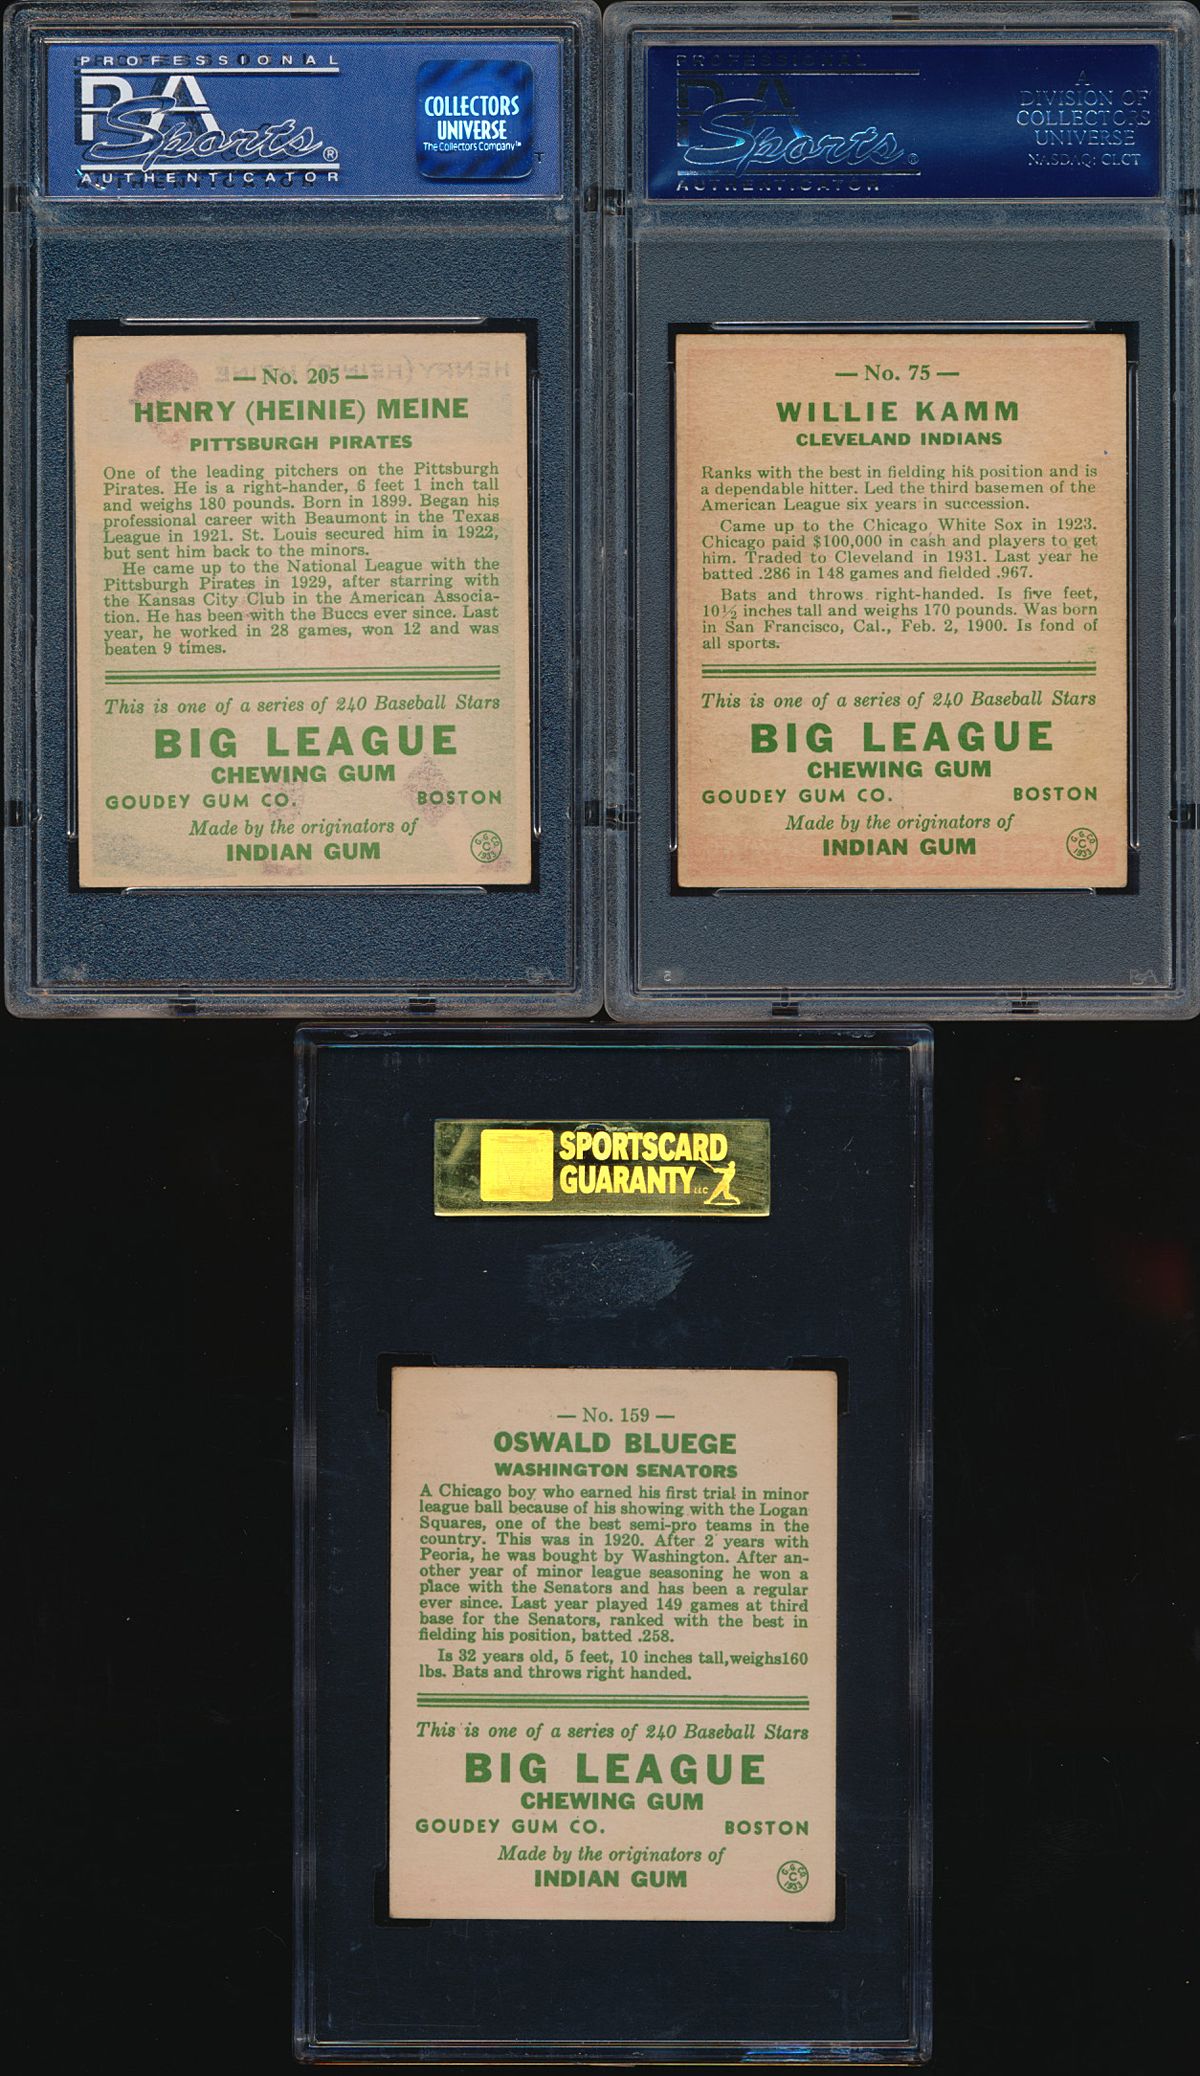 PROFESSIONAL
PSA
Sports®
AUTHENTICATOR
COLLECTORS
UNIVERSE
The Collectors Company™
— No. 205 —
HENRY (HEINIE) MEINE
PITTSBURGH PIRATES
One of the leading pitchers on the Pittsburgh
Pirates. He is a right-hander, 6 feet 1 inch tall
and weighs 180 pounds. Born in 1899. Began his
professional career with Beaumont in the Texas
League in 1921. St. Louis secured him in 1922,
but sent him back to the minors.
He came up to the National League with the
Pittsburgh Pirates in 1929, after starring with
the Kansas City Club in the American Associa-
tion. He has been with the Buccs ever since. Last
year, he worked in 28 games, won 12 and was
beaten 9 times.
This is one of a series of 240 Baseball Stars
BIG LEAGUE
CHEWING GUM
GOUDEY GUM CO. BOSTON
Made by the originators of
INDIAN GUM
G.G.CO.
C
1933
PROFESSIONAL
PSA
Sports®
AUTHENTICATOR
A
DIVISION OF
COLLECTORS
UNIVERSE
NASDAQ: CLCT
— No. 75 —
WILLIE KAMM
CLEVELAND INDIANS
Ranks with the best in fielding his position and is
a dependable hitter. Led the third basemen of the
American League six years in succession.
Came up to the Chicago White Sox in 1923.
Chicago paid $100,000 in cash and players to get
him. Traded to Cleveland in 1931. Last year he
batted .286 in 148 games and fielded .967.
Bats and throws right-handed. Is five feet,
10½ inches tall and weighs 170 pounds. Was born
in San Francisco, Cal., Feb. 2, 1900. Is fond of
all sports.
This is one of a series of 240 Baseball Stars
BIG LEAGUE
CHEWING GUM
GOUDEY GUM CO. BOSTON
Made by the originators of
INDIAN GUM
G.G.CO.
C
1933
SPORTSCARD
GUARANTY LLC
— No. 159 —
OSWALD BLUEGE
WASHINGTON SENATORS
A Chicago boy who earned his first trial in minor
league ball because of his showing with the Logan
Squares, one of the best semi-pro teams in the
country. This was in 1920. After 2 years with
Peoria, he was bought by Washington. After an-
other year of minor league seasoning he won a
place with the Senators and has been a regular
ever since. Last year played 149 games at third
base for the Senators, ranked with the best in
fielding his position, batted .258.
Is 32 years old, 5 feet, 10 inches tall,weighs160
lbs. Bats and throws right handed.
This is one of a series of 240 Baseball Stars
BIG LEAGUE
CHEWING GUM
GOUDEY GUM CO. BOSTON
Made by the originators of
INDIAN GUM
G.G.CO.
C
1933